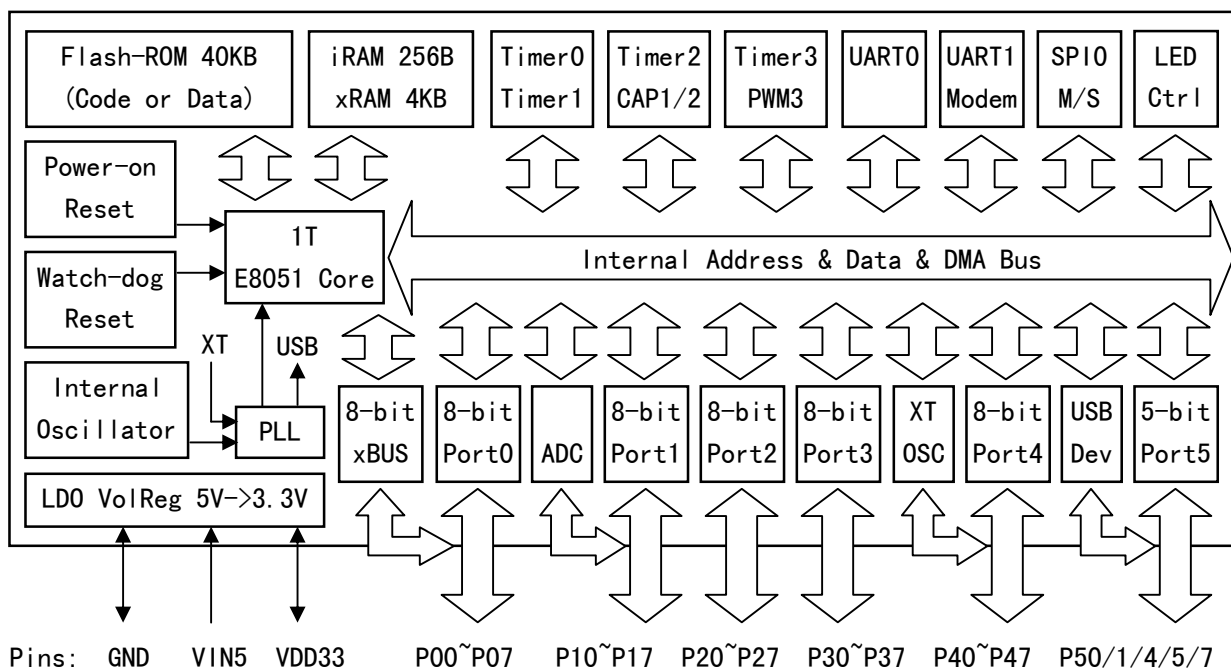 Flash-ROM 40KB
(Code or Data)
iRAM 256B
xRAM 4KB
Timer0
Timer1
Timer2
CAP1/2
Timer3
PWM3
UART0
UART1
Modem
SPI0
M/S
LED
Ctrl
Power-on
Reset
1T
E8051 Core
Internal Address & Data & DMA Bus
Watch-dog
Reset
XT
USB
Internal
Oscillator
PLL
8-bit
xBUS
8-bit
Port0
ADC
8-bit
Port1
8-bit
Port2
8-bit
Port3
XT
OSC
8-bit
Port4
USB
Dev
5-bit
Port5
LDO VolReg 5V->3.3V
Pins: GND VIN5 VDD33 P00~P07 P10~P17 P20~P27 P30~P37 P40~P47 P50/1/4/5/7